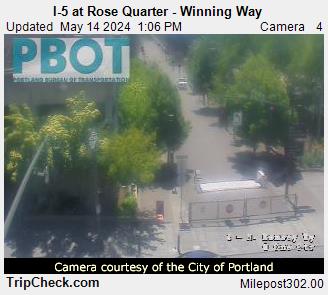 I-5 at Rose Quarter - Winning Way
Updated May 14 2024 1:06 PM Camera 4
PBOT
PORTLAND BUREAU OF TRANSPORTATION
Camera courtesy of the City of Portland
TripCheck.com Milepost302.00